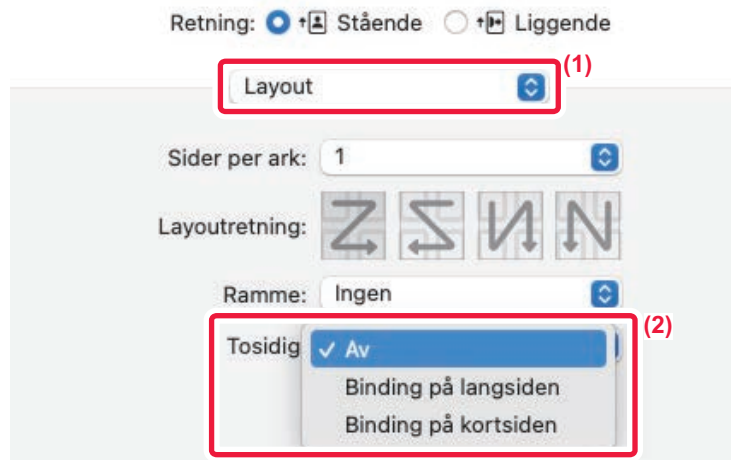 Retning: Stående Liggende
(1)
Layout
Sider per ark: 1
Layoutretning:
Ramme: Ingen
(2)
Tosidig ✓ Av
Binding på langsiden
Binding på kortsiden